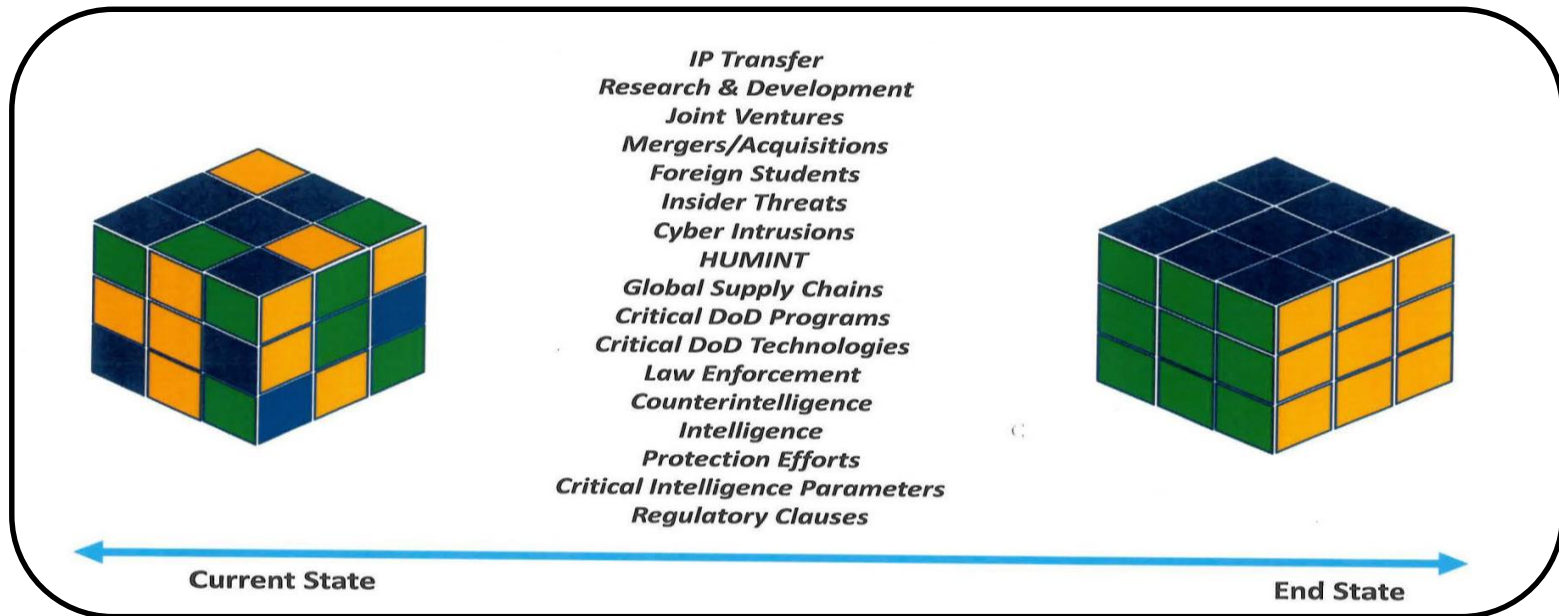 IP Transfer
Research & Development
Joint Ventures
Mergers/Acquisitions
Foreign Students
Insider Threats
Cyber Intrusions
HUMINT
Global Supply Chains
Critical DoD Programs
Critical DoD Technologies
Law Enforcement
Counterintelligence
Intelligence
Protection Efforts
Critical Intelligence Parameters
Regulatory Clauses
Current State
End State